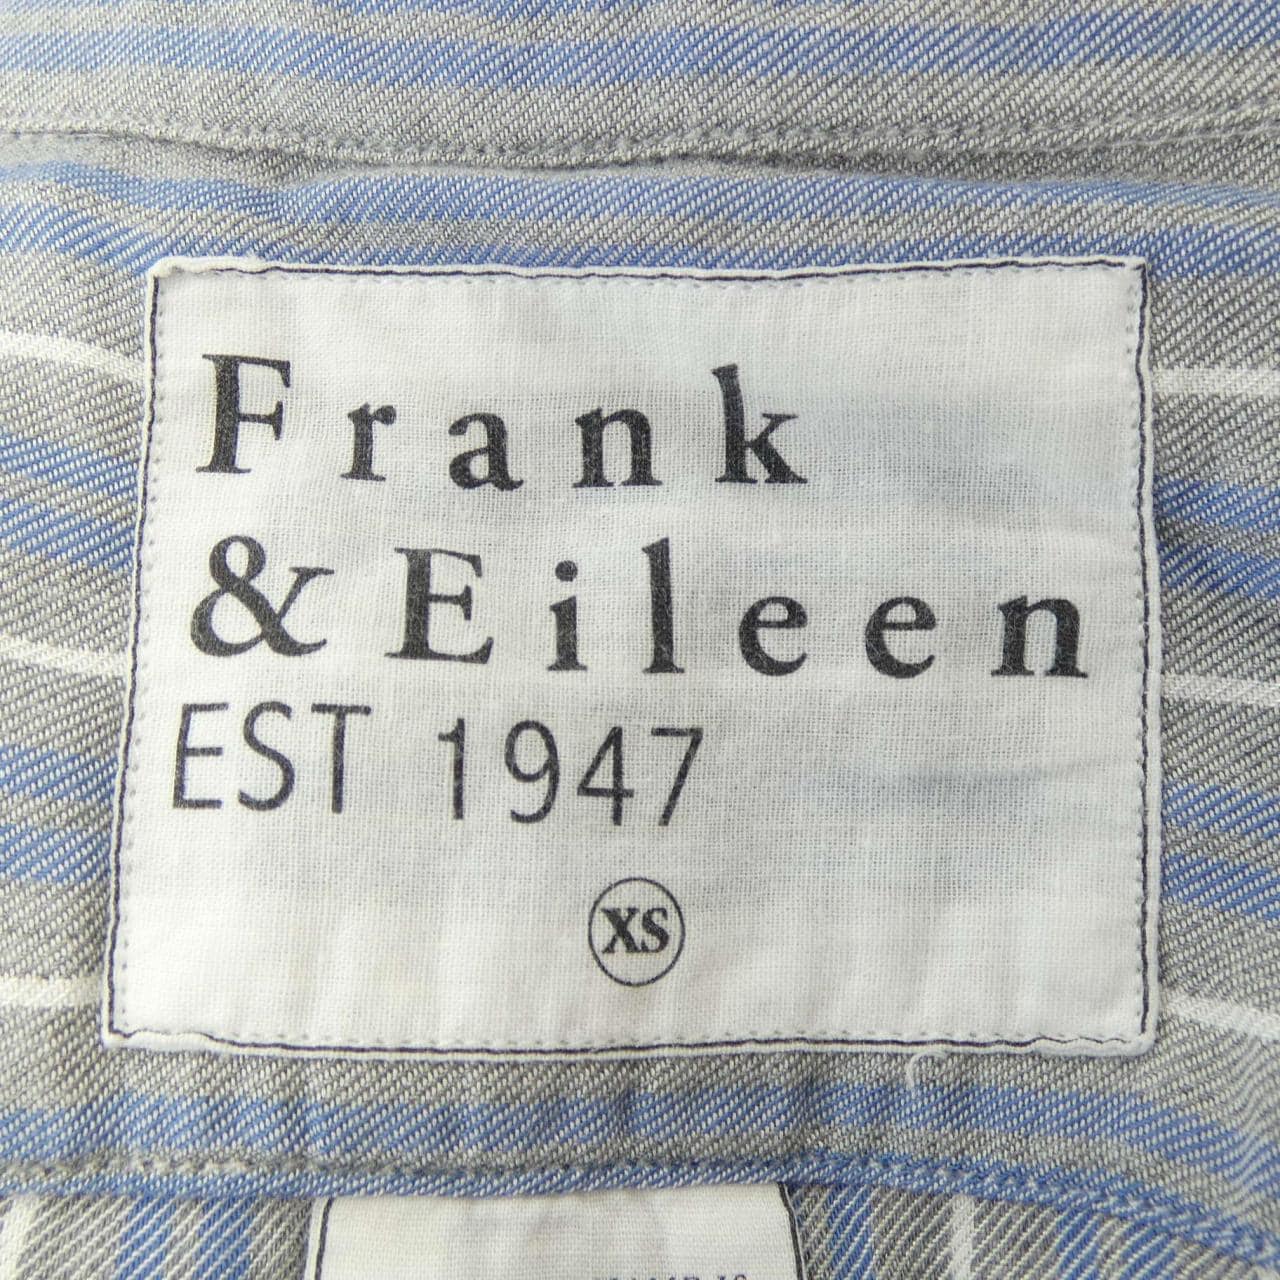 Frank
& Eileen
EST 1947
XS